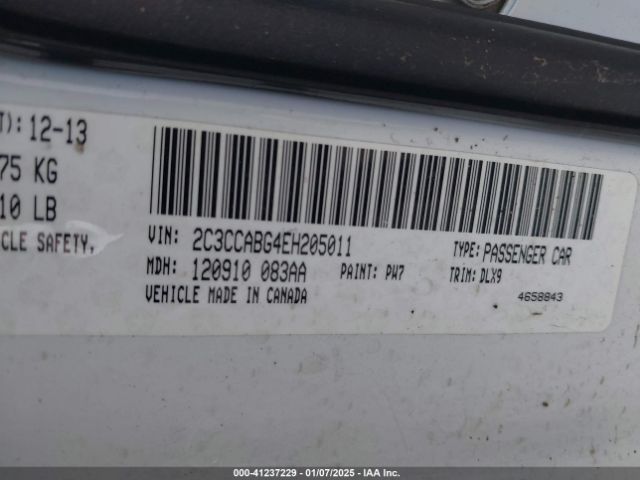 T): 12-13
75 KG
10 LB
CLE SAFETY,
VIN: 2C3CCABG4EH205011
TYPE: PASSENGER CAR
MDH: 120910 083AA
PAINT: PW7
TRIM: DLX9
VEHICLE MADE IN CANADA
4658843
000-41237229 - 01/07/2025 - IAA Inc.